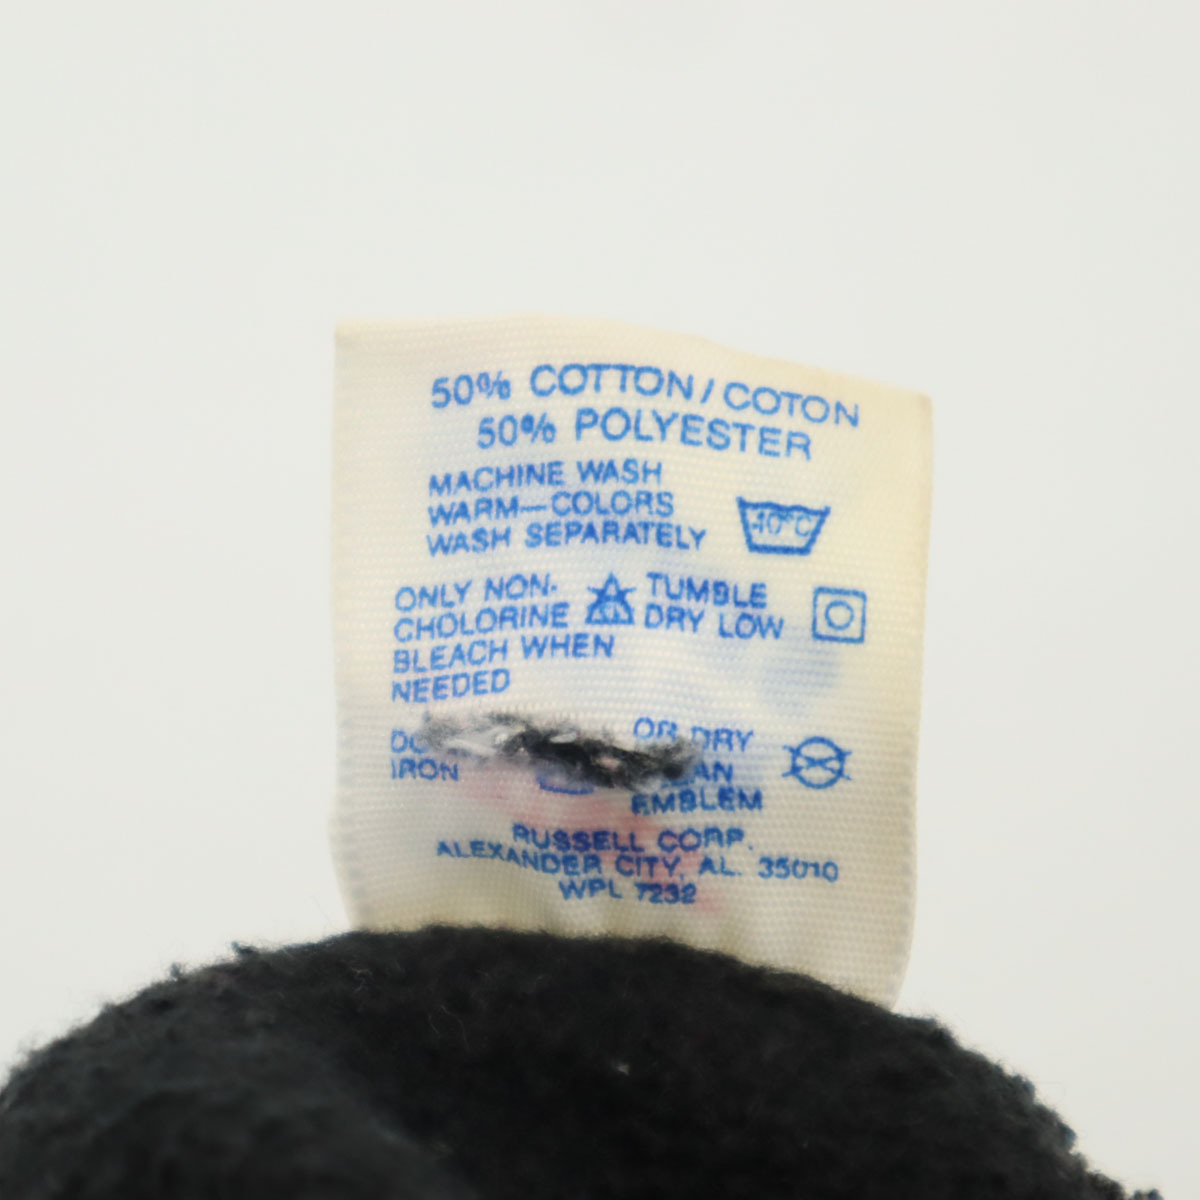 50% COTTON / COTON
50% POLYESTER
MACHINE WASH
WARM—COLORS
WASH SEPARATELY
40°C
ONLY NON-
CHOLORINE
BLEACH WHEN
NEEDED
TUMBLE
DRY LOW
IRON
OR DRY
EMBLEM
RUSSELL CORP.
ALEXANDER CITY, AL. 35010
WPL 7232